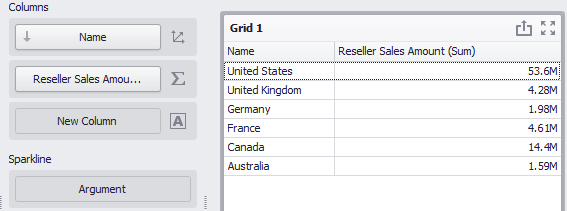 Columns
Name
Reseller Sales Amou...
New Column
A
Sparkline
Argument
Grid 1
Name Reseller Sales Amount (Sum)
United States 53.6M
United Kingdom 4.28M
Germany 1.98M
France 4.61M
Canada 14.4M
Australia 1.59M